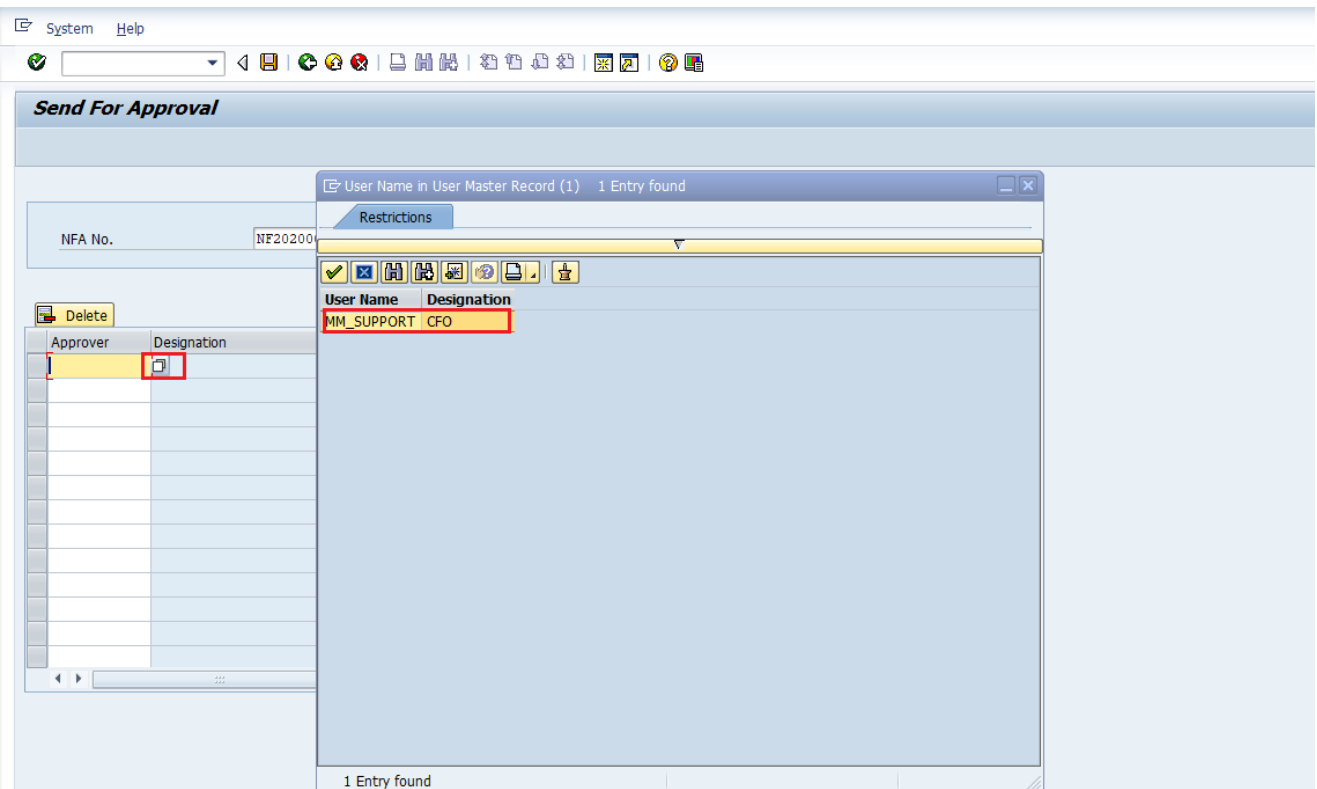 System Help
Send For Approval
User Name in User Master Record (1) 1 Entry found
Restrictions
NFA No. NF20200
User Name Designation
MM_SUPPORT CFO
Delete
Approver Designation
1 Entry found